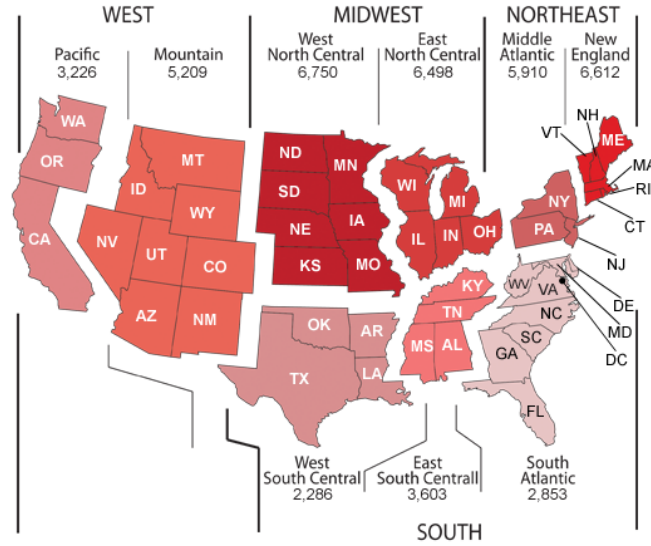 WEST
MIDWEST
NORTHEAST
Pacific
3,226
Mountain
5,209
West
North Central
6,750
East
North Central
6,498
Middle
Atlantic
5,910
New
England
6,612
WA
OR
CA
MT
ID
WY
NV
UT
CO
AZ
NM
ND
MN
SD
NE
IA
KS
MO
WI
MI
IL
IN
OH
NH
VT
ME
MA
RI
CT
NY
PA
NJ
OK
AR
TX
LA
KY
TN
MS
AL
WV
VA
NC
SC
GA
FL
DE
MD
DC
West
South Central
2,286
East
South Centrall
3,603
South
Atlantic
2,853
SOUTH